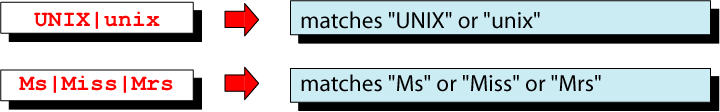 UNIX|unix matches "UNIX" or "unix"
Ms|Miss|Mrs matches "Ms" or "Miss" or "Mrs"